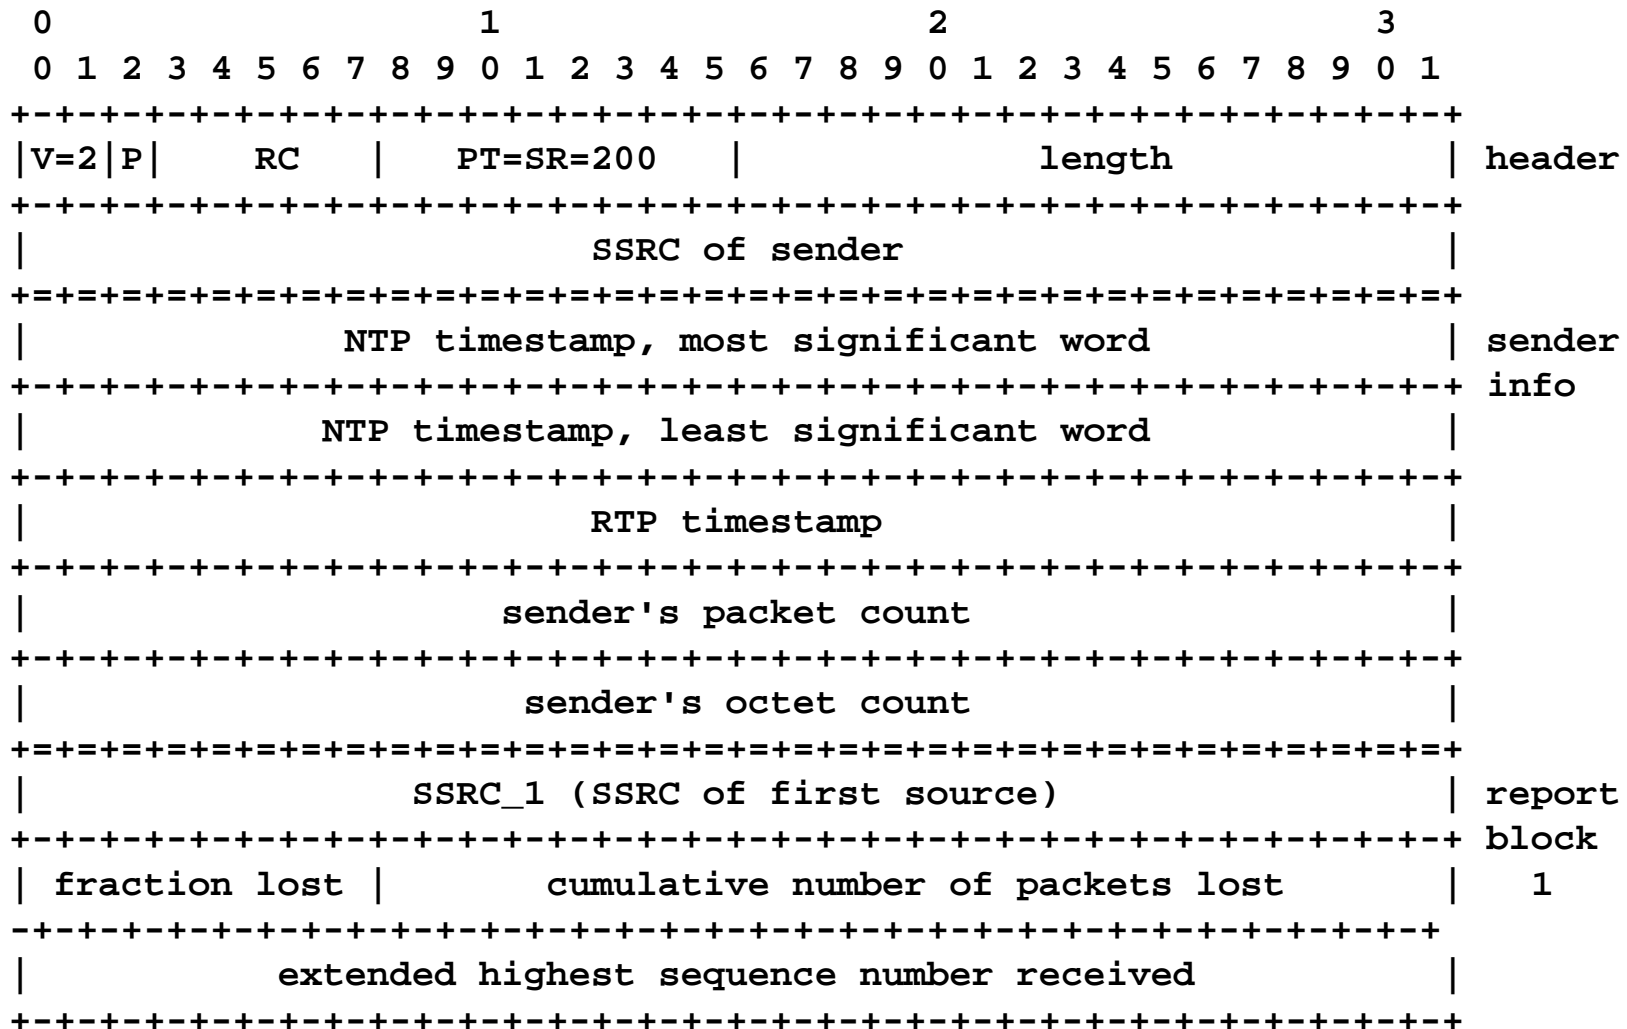 0                   1                   2                   3
 0 1 2 3 4 5 6 7 8 9 0 1 2 3 4 5 6 7 8 9 0 1 2 3 4 5 6 7 8 9 0 1
+-+-+-+-+-+-+-+-+-+-+-+-+-+-+-+-+-+-+-+-+-+-+-+-+-+-+-+-+-+-+-+-+
|V=2|P|    RC   |   PT=SR=200   |             length            | header
+-+-+-+-+-+-+-+-+-+-+-+-+-+-+-+-+-+-+-+-+-+-+-+-+-+-+-+-+-+-+-+-+
|                         SSRC of sender                        |
+=+=+=+=+=+=+=+=+=+=+=+=+=+=+=+=+=+=+=+=+=+=+=+=+=+=+=+=+=+=+=+=+
|              NTP timestamp, most significant word             | sender
+-+-+-+-+-+-+-+-+-+-+-+-+-+-+-+-+-+-+-+-+-+-+-+-+-+-+-+-+-+-+-+-+ info
|             NTP timestamp, least significant word             |
+-+-+-+-+-+-+-+-+-+-+-+-+-+-+-+-+-+-+-+-+-+-+-+-+-+-+-+-+-+-+-+-+
|                         RTP timestamp                         |
+-+-+-+-+-+-+-+-+-+-+-+-+-+-+-+-+-+-+-+-+-+-+-+-+-+-+-+-+-+-+-+-+
|                     sender's packet count                     |
+-+-+-+-+-+-+-+-+-+-+-+-+-+-+-+-+-+-+-+-+-+-+-+-+-+-+-+-+-+-+-+-+
|                      sender's octet count                     |
+=+=+=+=+=+=+=+=+=+=+=+=+=+=+=+=+=+=+=+=+=+=+=+=+=+=+=+=+=+=+=+=+
|                 SSRC_1 (SSRC of first source)                 | report
+-+-+-+-+-+-+-+-+-+-+-+-+-+-+-+-+-+-+-+-+-+-+-+-+-+-+-+-+-+-+-+-+ block
| fraction lost |       cumulative number of packets lost       |   1
-+-+-+-+-+-+-+-+-+-+-+-+-+-+-+-+-+-+-+-+-+-+-+-+-+-+-+-+-+-+-+-+
|           extended highest sequence number received           |
+-+-+-+-+-+-+-+-+-+-+-+-+-+-+-+-+-+-+-+-+-+-+-+-+-+-+-+-+-+-+-+-+